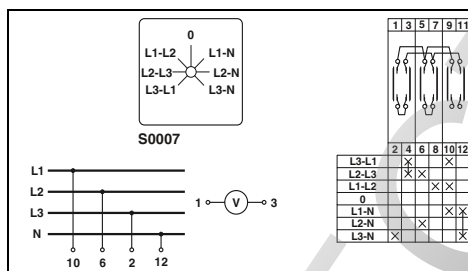 0
L1-L2 L1-N
L2-L3 L2-N
L3-L1 L3-N
S0007
L1
L2
L3
N
10 6 2 12
1 V 3
1 3 5 7 9 11
2 4 6 8 10 12
L3-L1 × ×
L2-L3 × ×
L1-L2 × ×
0
L1-N × ×
L2-N ×
L3-N × ×